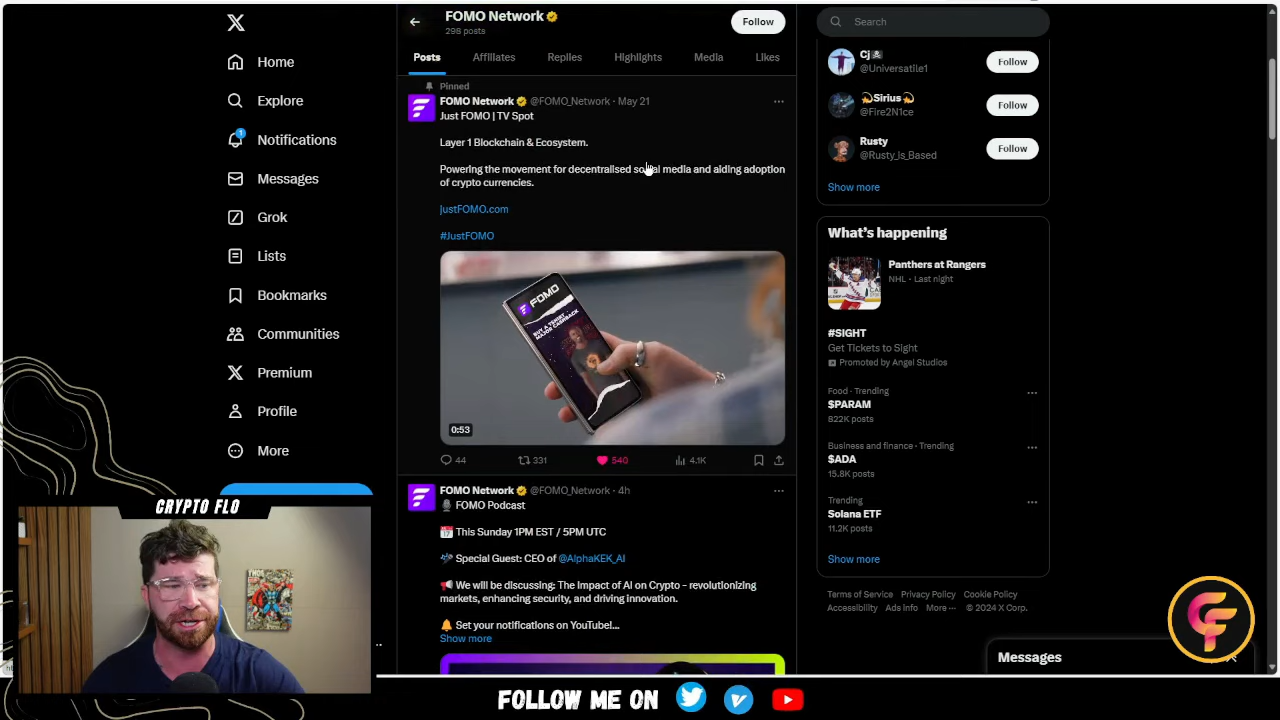 Home
Explore
1
Notifications
Messages
Grok
Lists
Bookmarks
Communities
Premium
Profile
More
FOMO Network
298 posts
Follow
Posts
Affiliates
Replies
Highlights
Media
Likes
Pinned
FOMO Network @FOMO_Network · May 21
Just FOMO | TV Spot
Layer 1 Blockchain & Ecosystem.
Powering the movement for decentralised social media and aiding adoption
of crypto currencies.
JustFOMO.com
#JustFOMO
FOMO
BUY A TSHIRT
MAJOR CASHBACK
0:53
44
331
540
4.1K
FOMO Network @FOMO_Network · 4h
🎙️ FOMO Podcast
📅 This Sunday 1PM EST / 5PM UTC
Special Guest: CEO of @AlphaKEK_AI
📢 We will be discussing: The Impact of AI on Crypto - revolutionizing
markets, enhancing security, and driving innovation.
🔔 Set your notifications on YouTube!...
Show more
Search
Cj
@Universatile1
Follow
Sirius
@Fire2N1ce
Follow
Rusty
@Rusty_Is_Based
Follow
Show more
What's happening
Panthers at Rangers
NHL · Last night
#SIGHT
Get Tickets to Sight
Promoted by Angel Studios
Food · Trending
$PARAM
822K posts
Business and finance · Trending
$ADA
15.8K posts
Trending
Solana ETF
11.2K posts
Show more
Terms of Service Privacy Policy Cookie Policy
Accessibility Ads Info More ··· © 2024 X Corp.
Messages
CRYPTO FLO
THOR
FOLLOW ME ON